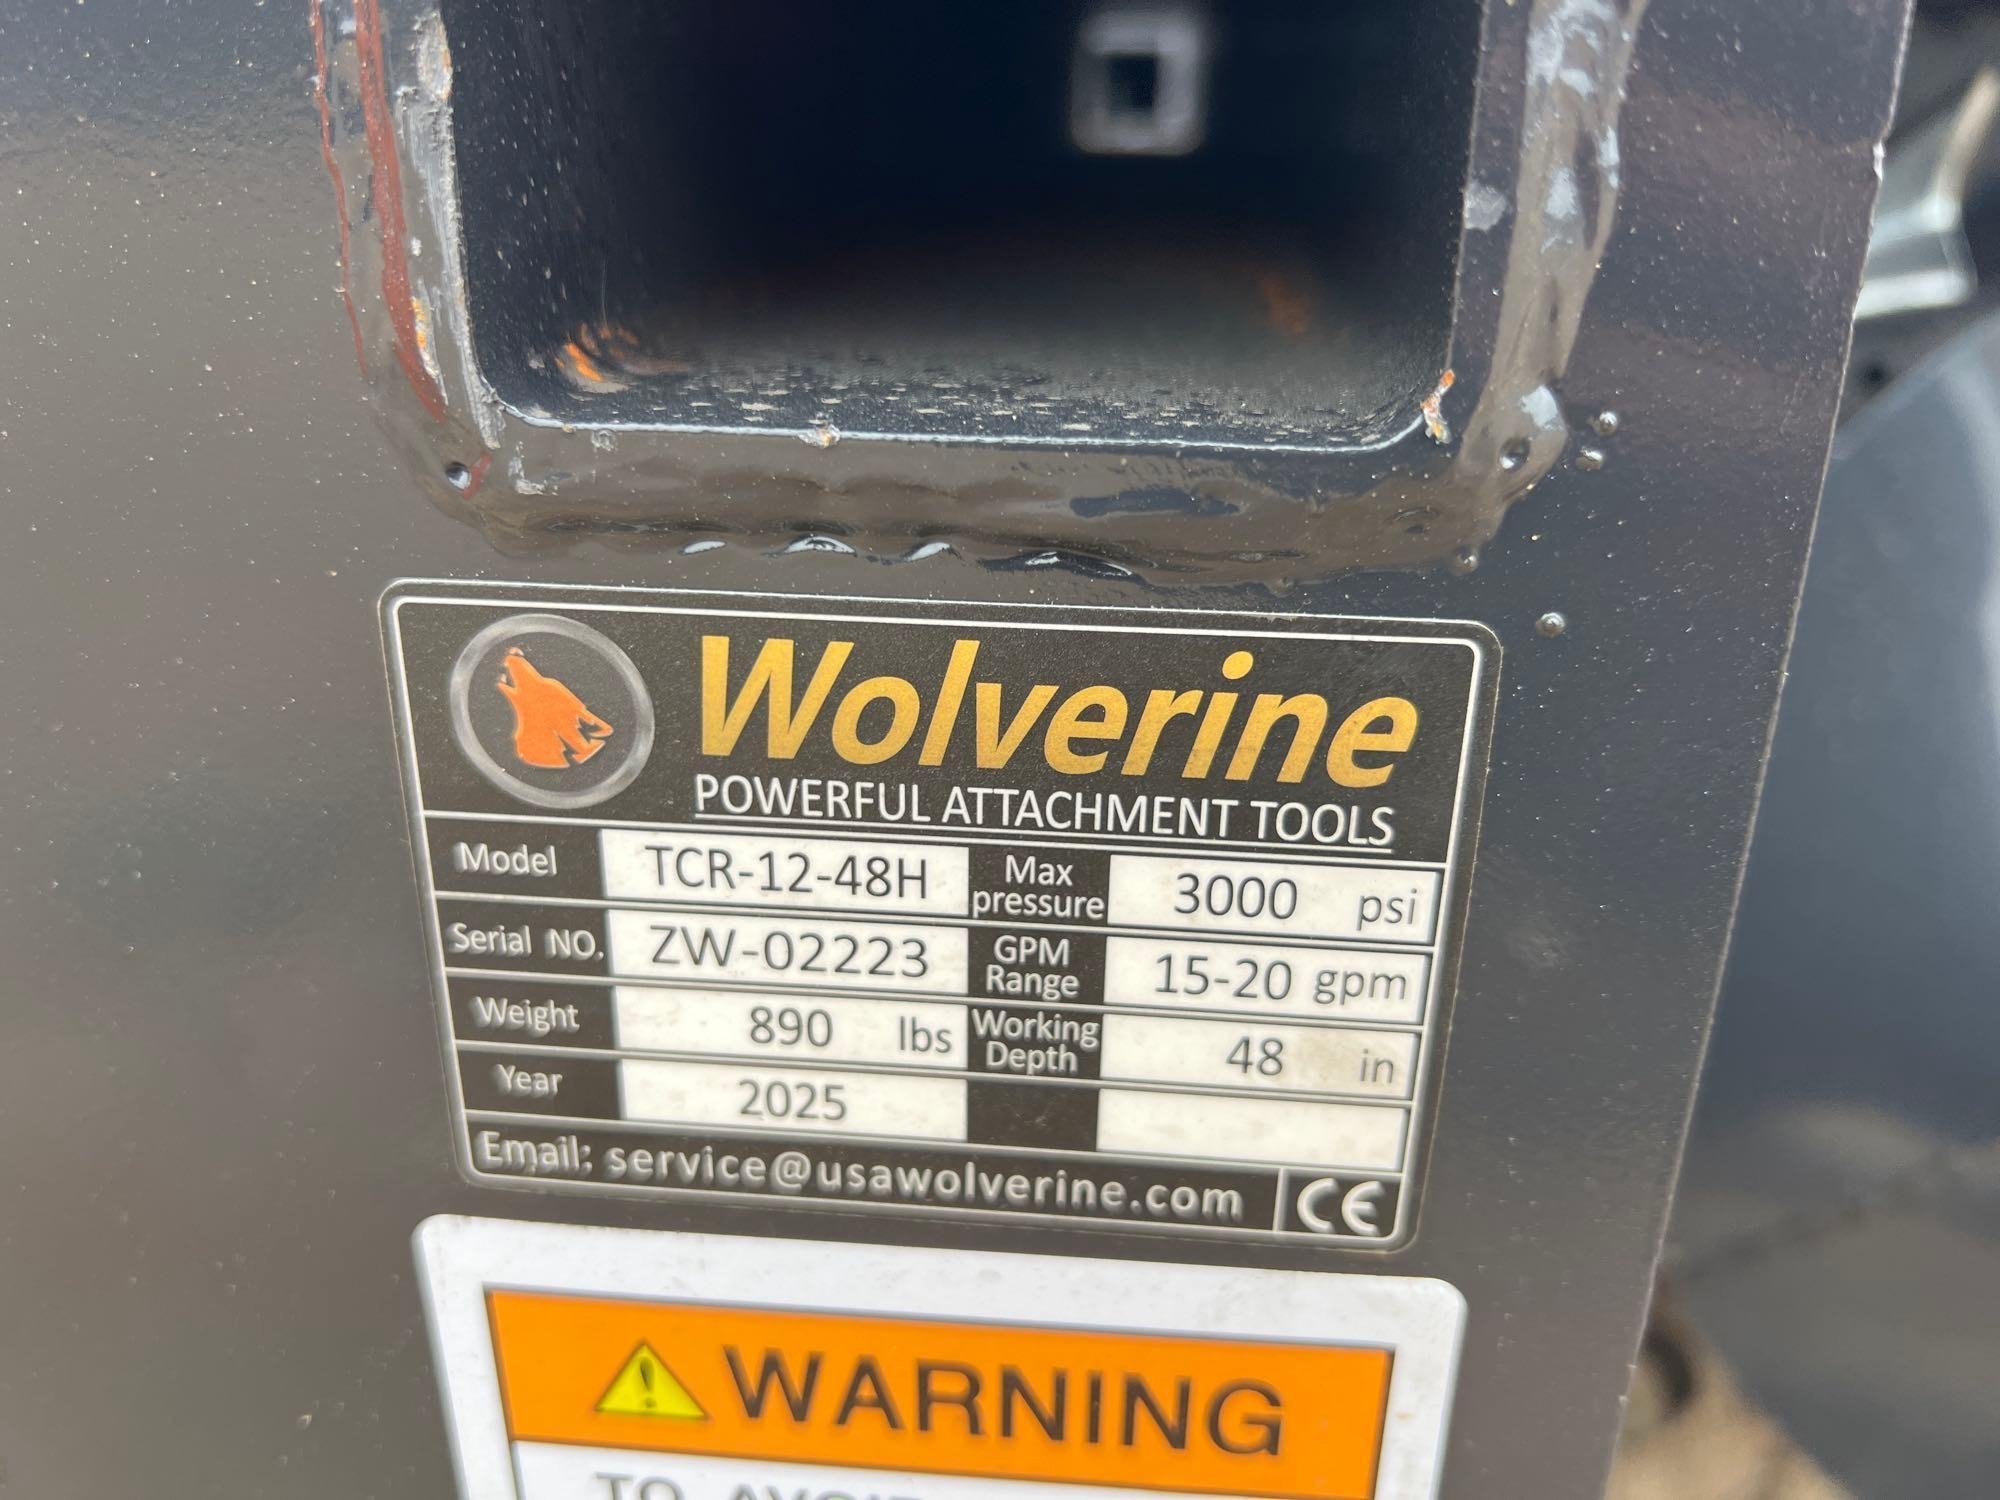 Wolverine
POWERFUL ATTACHMENT TOOLS
Model TCR-12-48H Max pressure 3000 psi
Serial NO. ZW-02223 GPM Range 15-20 gpm
Weight 890 lbs Working Depth 48 in
Year 2025
Email: service@usawolverine.com CE
WARNING
TO